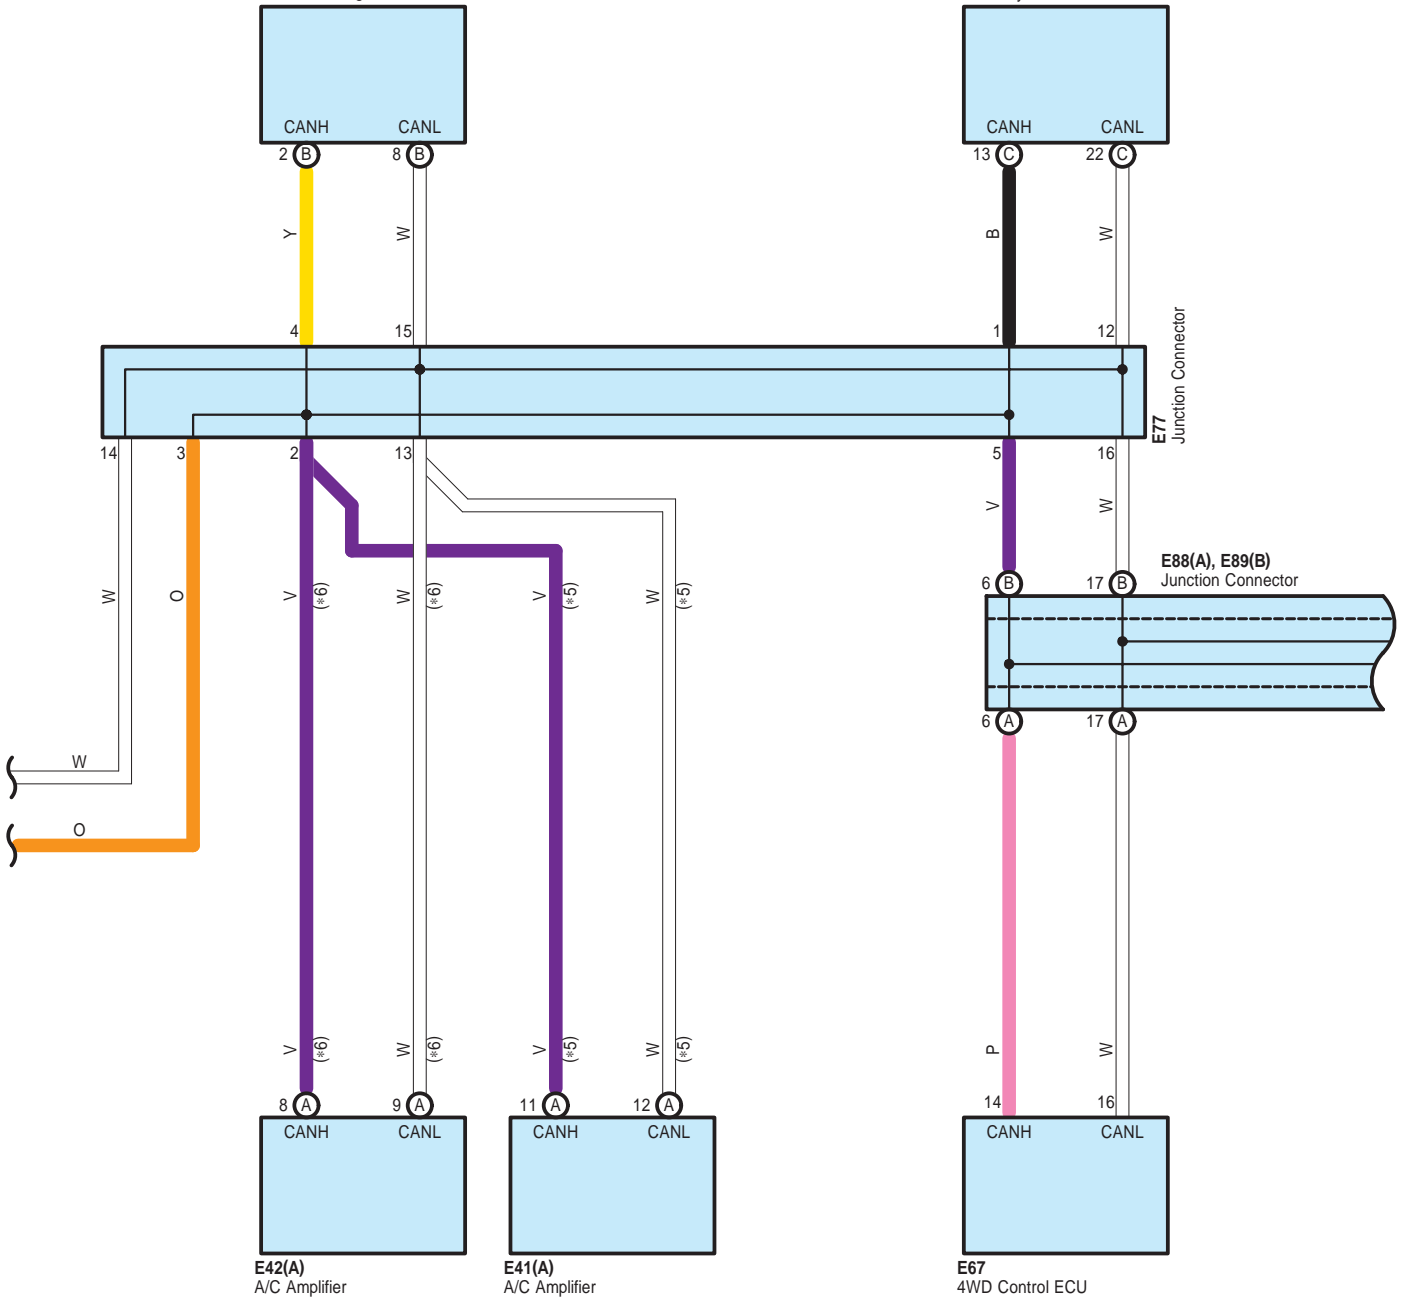 CANH CANL
CANH CANL
2 B 8 B
13 C 22 C
Y W
B W
4 15
1 12
E77
Junction Connector
14 3 2 13
5 16
V W
E88(A), E89(B)
Junction Connector
6 B 17 B
W O V (*6) W (*6) V (*5) W (*5)
6 A 17 A
W
O
V (*6) W (*6) V (*5) W (*5)
P W
8 A 9 A 11 A 12 A
14 16
CANH CANL
CANH CANL
CANH CANL
E42(A)
A/C Amplifier
E41(A)
A/C Amplifier
E67
4WD Control ECU